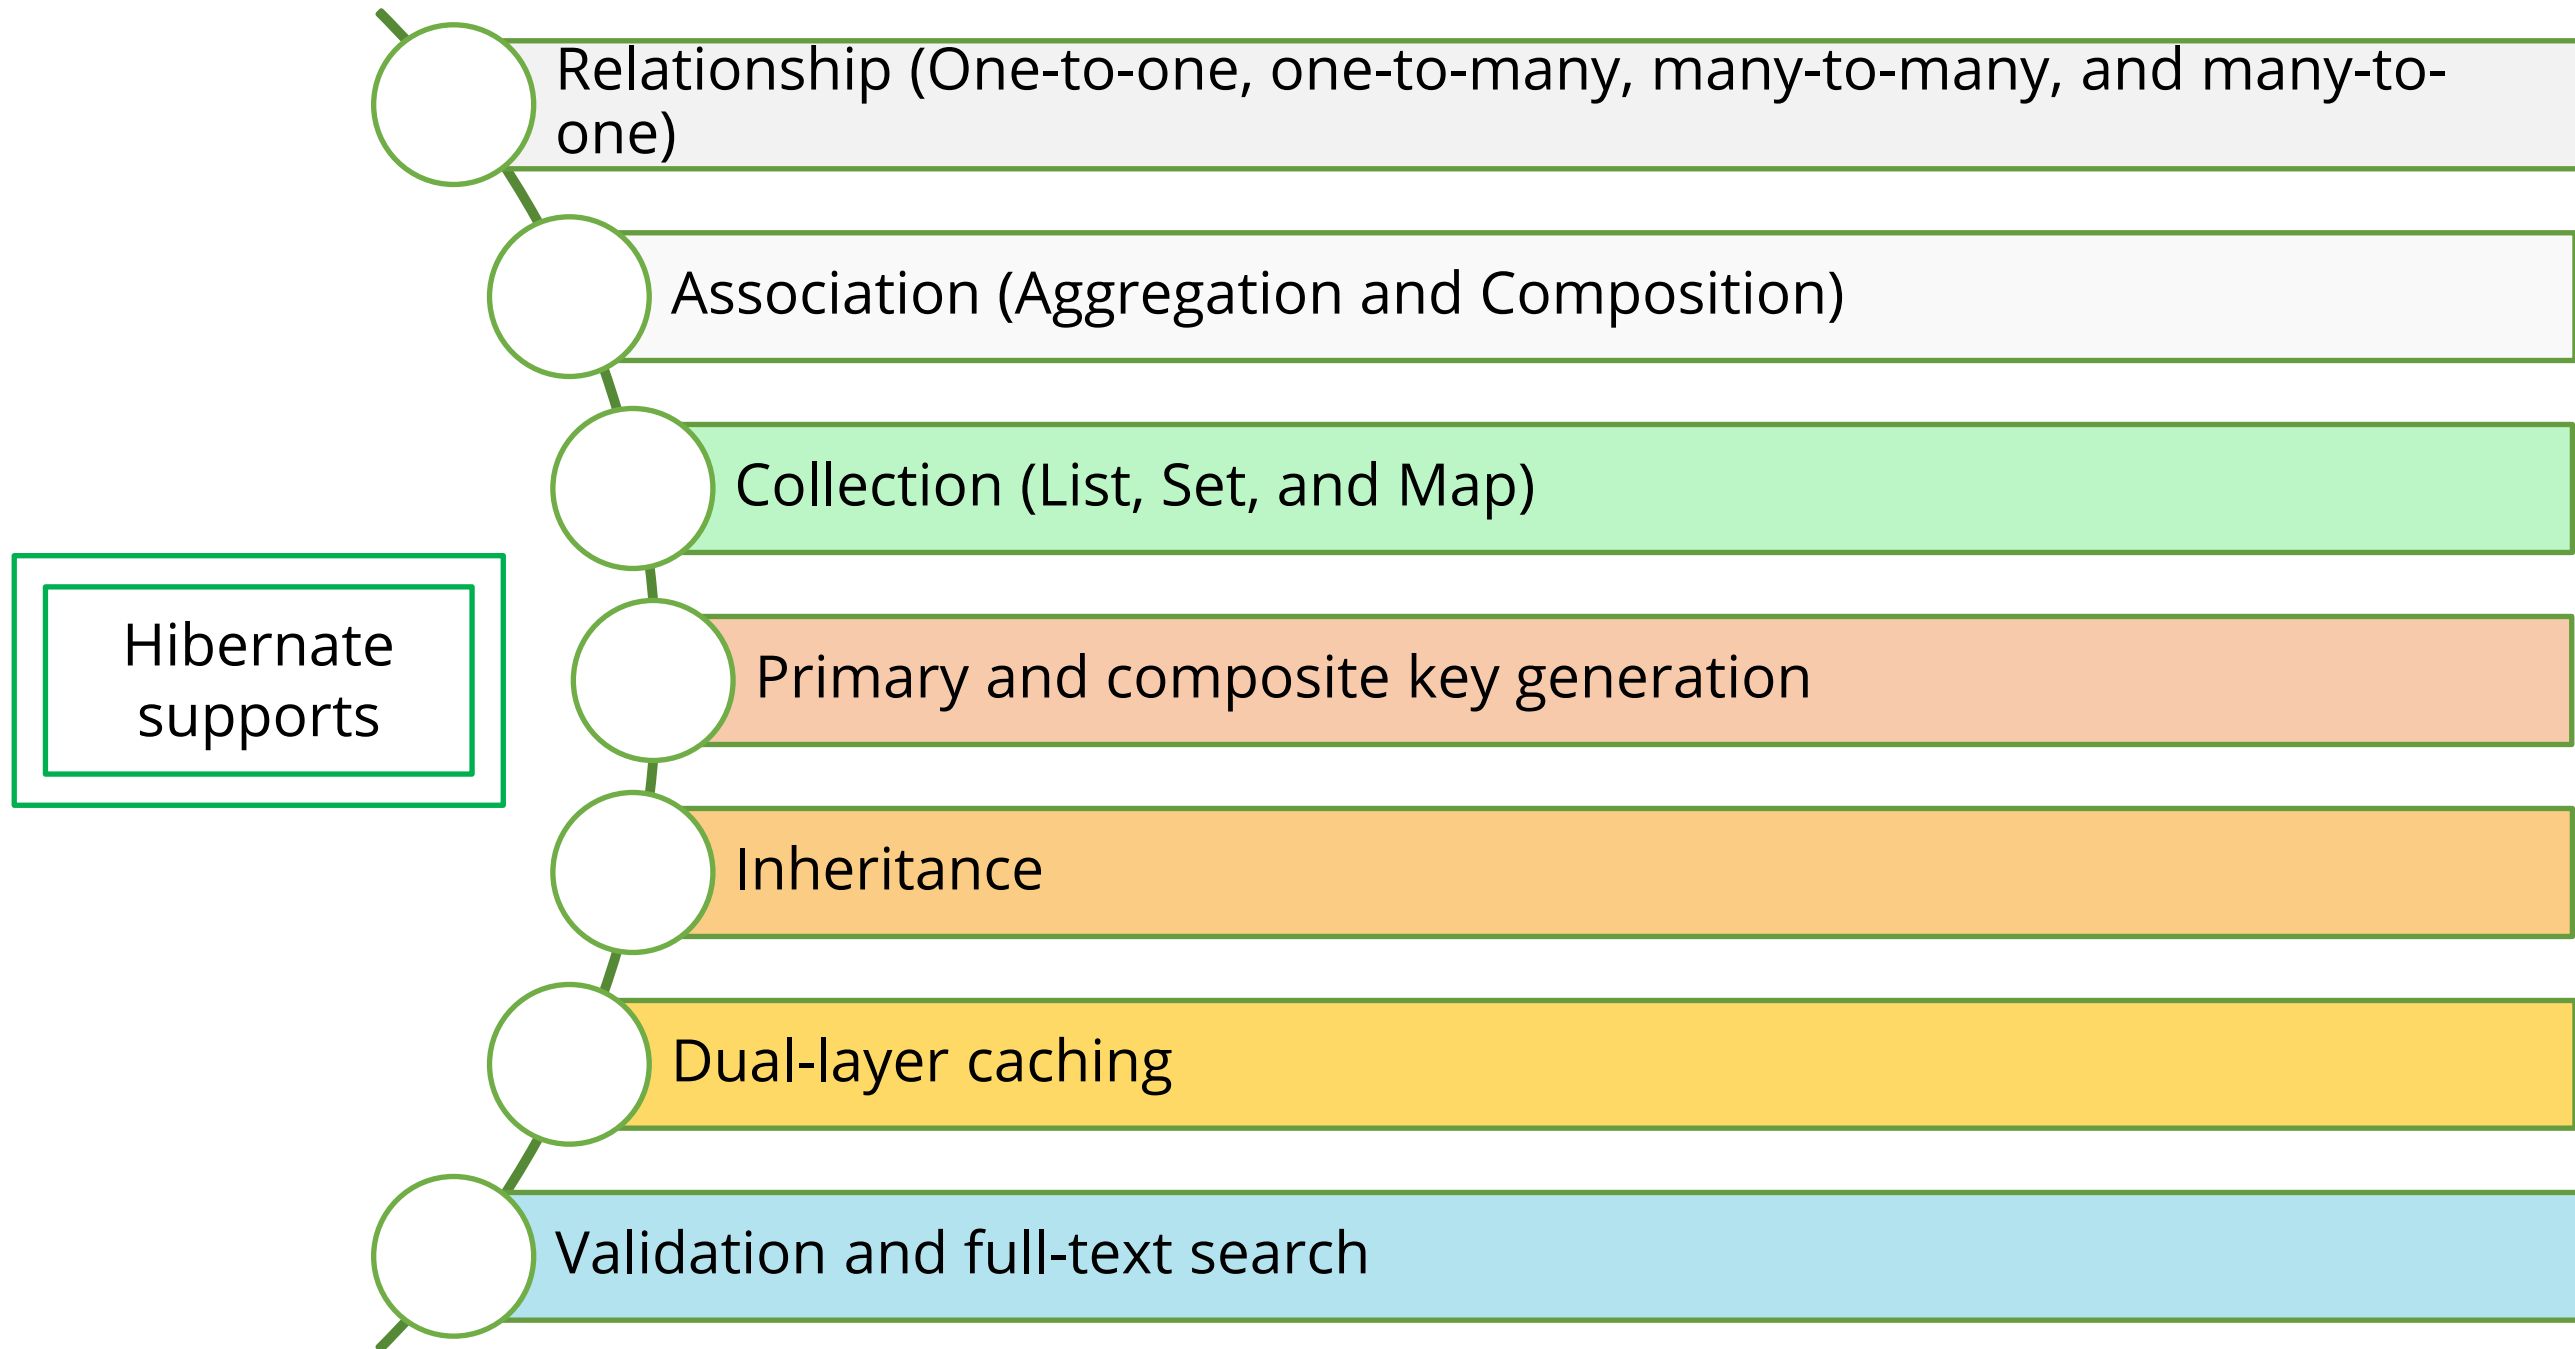 Relationship (One-to-one, one-to-many, many-to-many, and many-to-
one)
Association (Aggregation and Composition)
Collection (List, Set, and Map)
Hibernate
supports
Primary and composite key generation
Inheritance
Dual-layer caching
Validation and full-text search